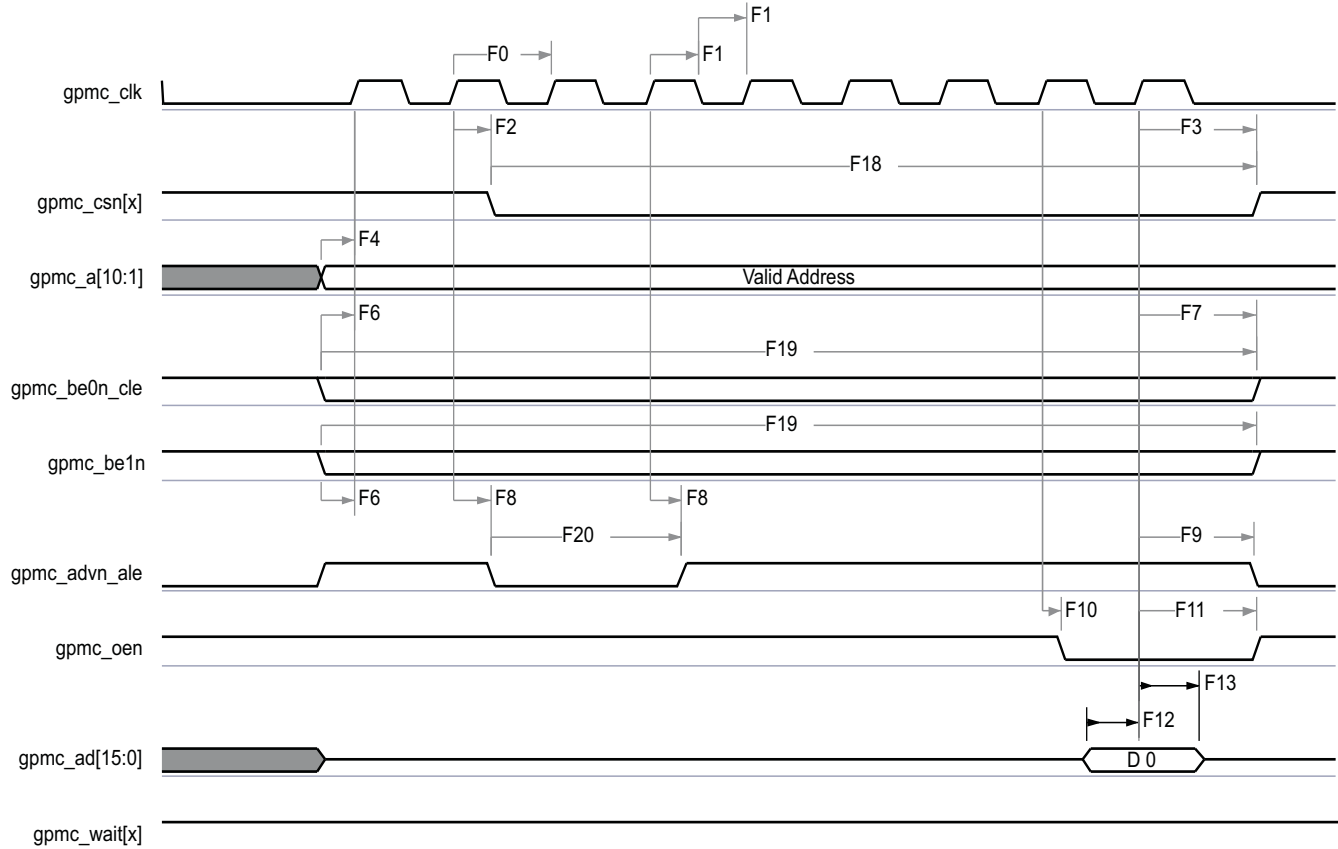 F1
F0 F1
gpmc_clk
F2 F3
F18
gpmc_csn[x]
F4
gpmc_a[10:1] Valid Address
F6 F7
F19
gpmc_be0n_cle
F19
gpmc_be1n
F6 F8 F8
F20 F9
gpmc_advn_ale
F10 F11
gpmc_oen
F13
F12
gpmc_ad[15:0] D 0
gpmc_wait[x]